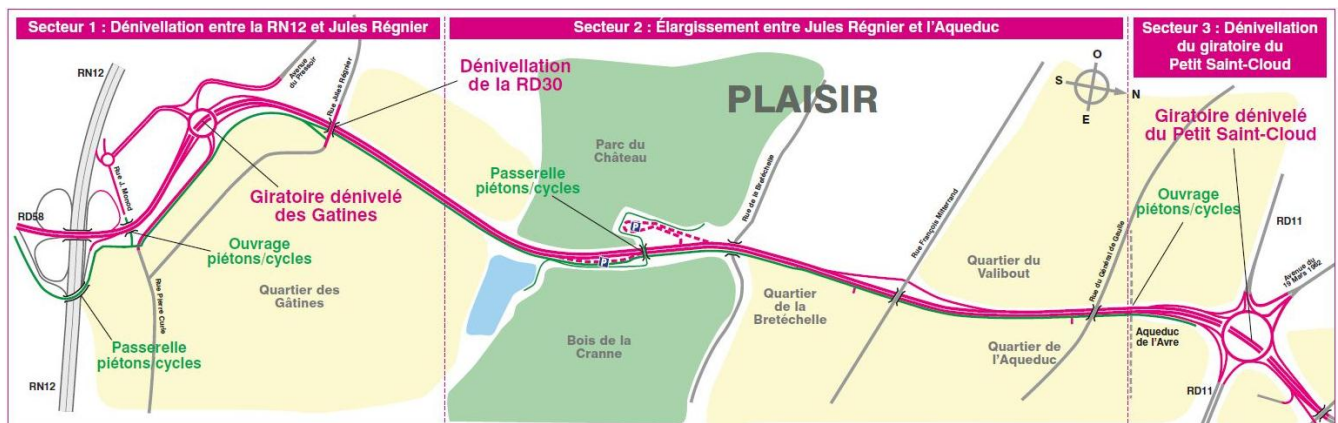 Secteur 1 : Dénivellation entre la RN12 et Jules Régnier
Secteur 2 : Élargissement entre Jules Régnier et l'Aqueduc
Secteur 3 : Dénivellation
du giratoire du
Petit Saint-Cloud
RN12
Avenue
du Pressoir
Rue Jules Régnier
Dénivellation
de la RD30
PLAISIR
O
S
N
E
Giratoire dénivelé
du Petit Saint-Cloud
Parc du
Château
Passerelle
piétons/cycles
Rue de la Bretéchelle
Rue François Mitterrand
Ouvrage
piétons/cycles
Rue J. Monod
Giratoire dénivelé
des Gatines
RD58
RD11
Ouvrage
piétons/cycles
P
P
Quartier du
Valibout
Rue du Général de Gaulle
Avenue du
19 Mars 1962
Quartier des
Gâtines
Rue Pierre Curie
Quartier
de la
Bretéchelle
Passerelle
piétons/cycles
Bois de la
Cranne
Quartier de
l'Aqueduc
Aqueduc
de l'Avre
RN12
RD11